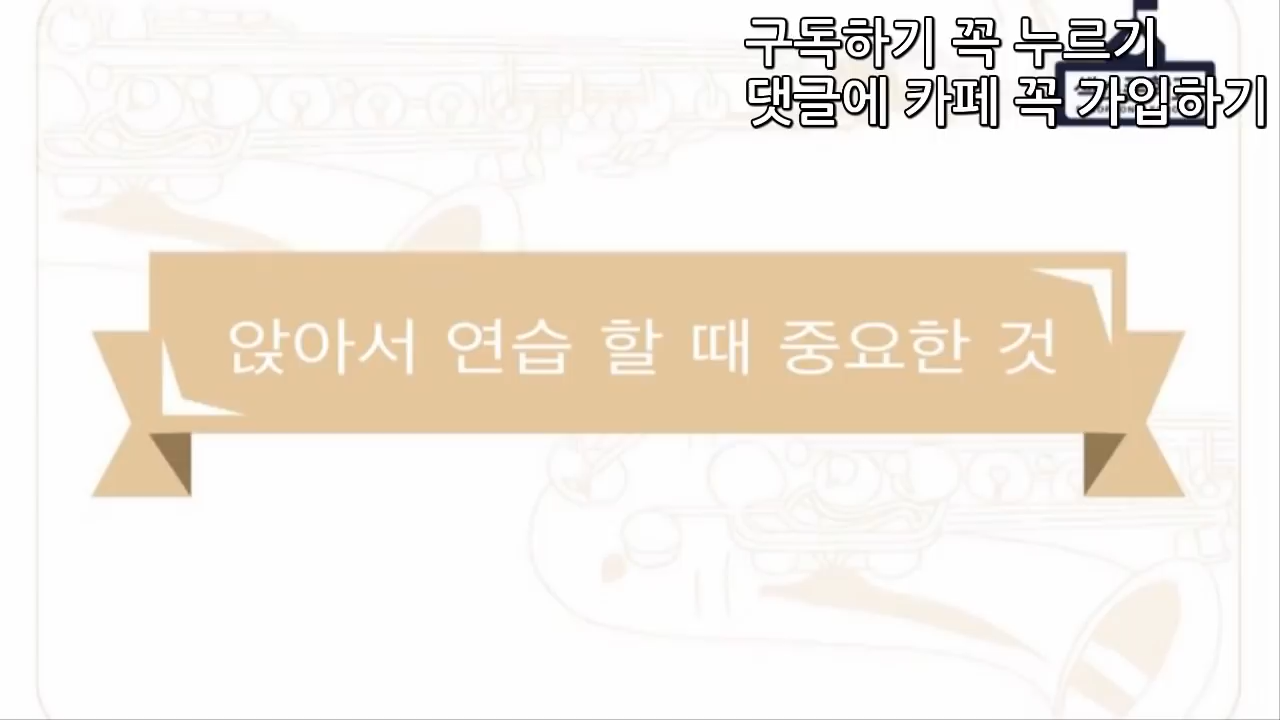 구독하기 꼭 누르기
댓글에 카페 꼭 가입하기
앉아서 연습 할 때 중요한 것